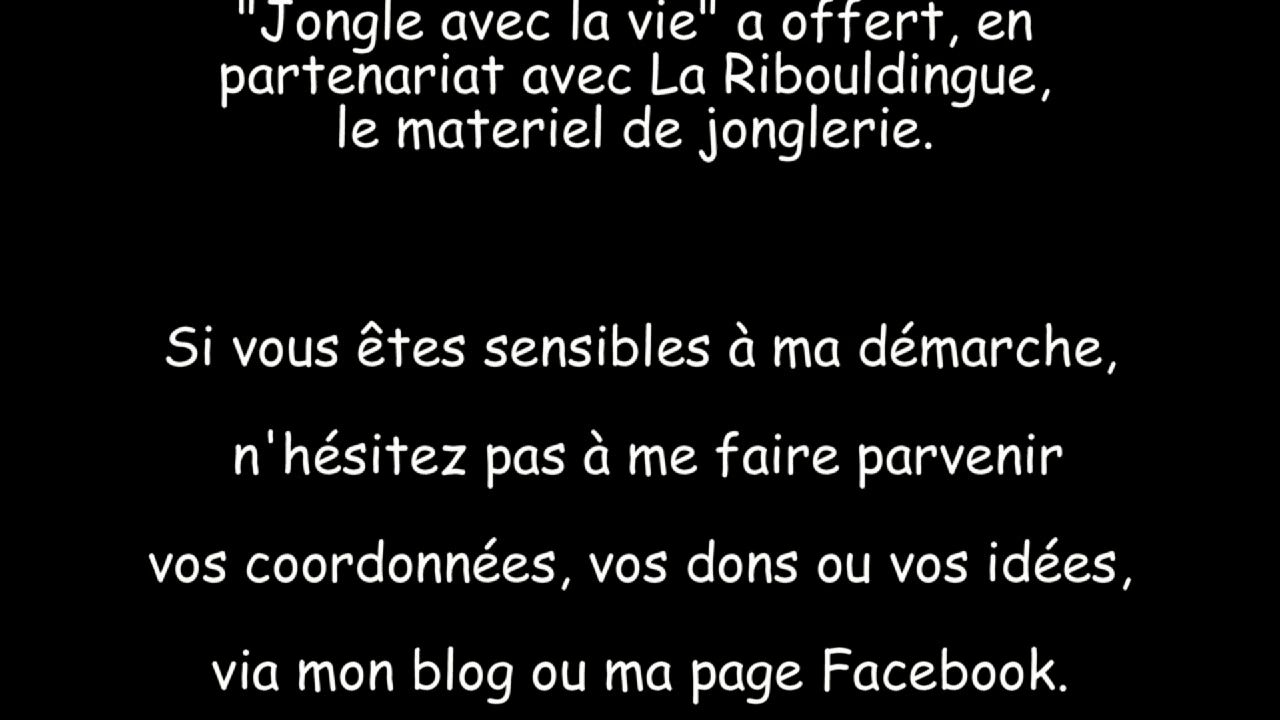 "Jongle avec la vie" a offert, en
partenariat avec La Ribouldingue,
le materiel de jonglerie.
Si vous êtes sensibles à ma démarche,
n'hésitez pas à me faire parvenir
vos coordonnées, vos dons ou vos idées,
via mon blog ou ma page Facebook.